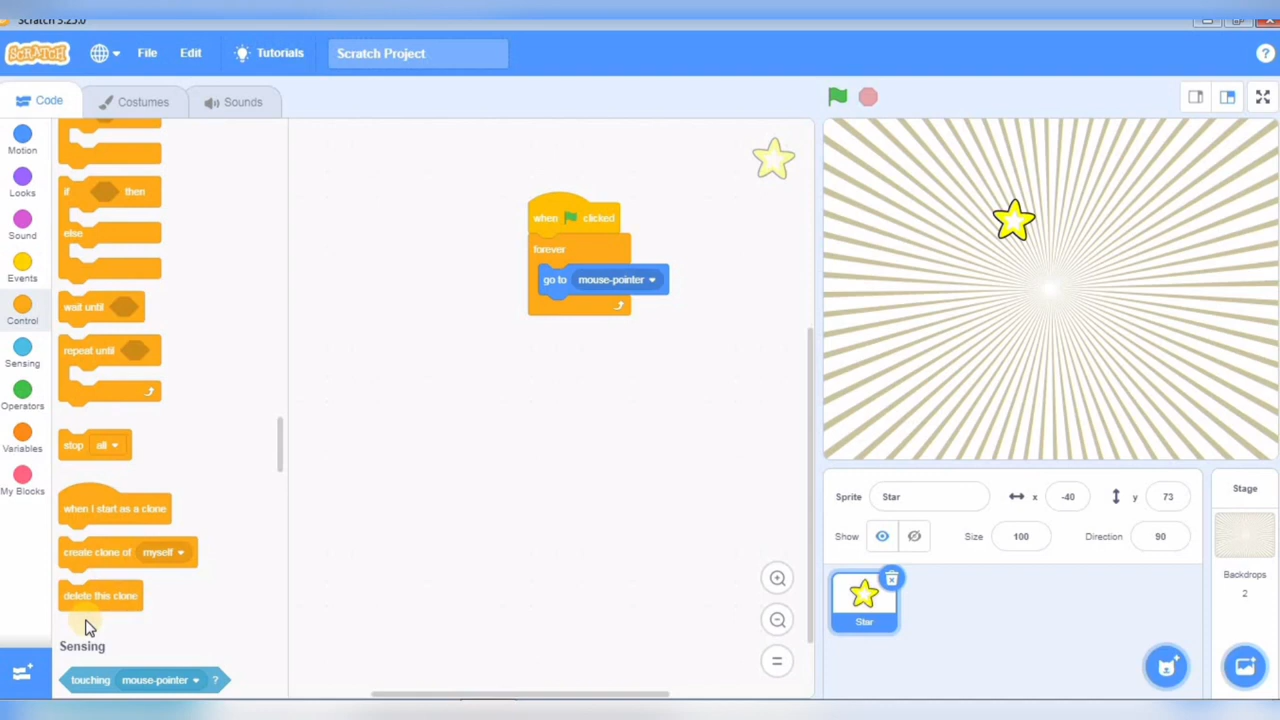 Scratch 3.25.0
SCRATCH
File
Edit
Tutorials
Scratch Project
?
Code
Costumes
Sounds
Motion
Looks
Sound
Events
Control
Sensing
Operators
Variables
My Blocks
if then
else
wait until
repeat until
stop all
when I start as a clone
create clone of myself
delete this clone
Sensing
touching mouse-pointer ?
when clicked
forever
go to mouse-pointer
Sprite
Star
x
-40
y
73
Show
Size
100
Direction
90
Star
Stage
Backdrops
2